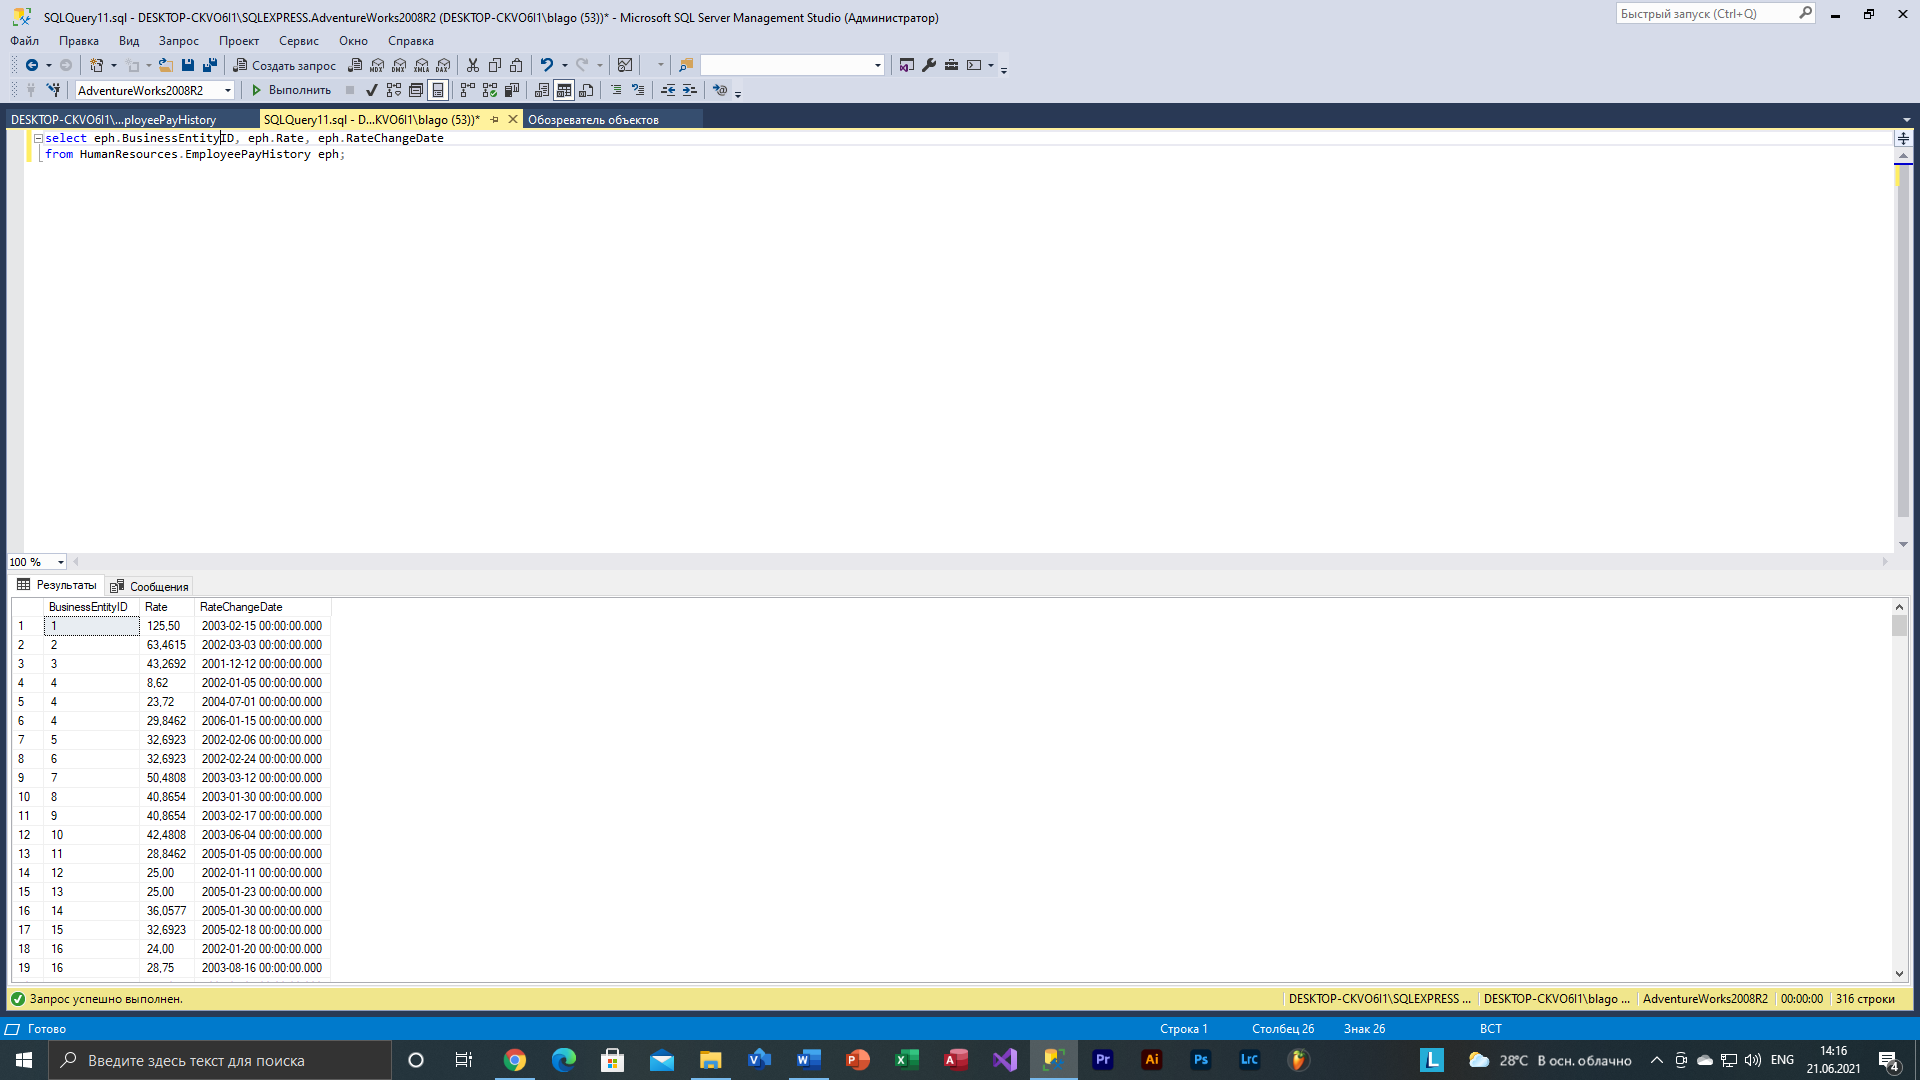 SQLQuery11.sql - DESKTOP-CKVO6I1\SQLEXPRESS.AdventureWorks2008R2 (DESKTOP-CKVO6I1\blago (53))* - Microsoft SQL Server Management Studio (Администратор)
Быстрый запуск (Ctrl+Q)
Файл Правка Вид Запрос Проект Сервис Окно Справка
Создать запрос MDX DMX XMLA DAX
AdventureWorks2008R2 Выполнить
DESKTOP-CKVO6I1\...ployeePayHistory SQLQuery11.sql - D...KVO6I1\blago (53))* Обозреватель объектов
select eph.BusinessEntityID, eph.Rate, eph.RateChangeDate
from HumanResources.EmployeePayHistory eph;
100 %
Результаты Сообщения
BusinessEntityID Rate RateChangeDate
1 1 125,50 2003-02-15 00:00:00.000
2 2 63,4615 2002-03-03 00:00:00.000
3 3 43,2692 2001-12-12 00:00:00.000
4 4 8,62 2002-01-05 00:00:00.000
5 4 23,72 2004-07-01 00:00:00.000
6 4 29,8462 2006-01-15 00:00:00.000
7 5 32,6923 2002-02-06 00:00:00.000
8 6 32,6923 2002-02-24 00:00:00.000
9 7 50,4808 2003-03-12 00:00:00.000
10 8 40,8654 2003-01-30 00:00:00.000
11 9 40,8654 2003-02-17 00:00:00.000
12 10 42,4808 2003-06-04 00:00:00.000
13 11 28,8462 2005-01-05 00:00:00.000
14 12 25,00 2002-01-11 00:00:00.000
15 13 25,00 2005-01-23 00:00:00.000
16 14 36,0577 2005-01-30 00:00:00.000
17 15 32,6923 2005-02-18 00:00:00.000
18 16 24,00 2002-01-20 00:00:00.000
19 16 28,75 2003-08-16 00:00:00.000
Запрос успешно выполнен. DESKTOP-CKVO6I1\SQLEXPRESS ... DESKTOP-CKVO6I1\blago ... AdventureWorks2008R2 00:00:00 316 строки
Готово Строка 1 Столбец 26 Знак 26 ВСТ
Введите здесь текст для поиска Pr Ai Ps Lrc L 28°C В осн. облачно ENG 14:16
21.06.2021 4